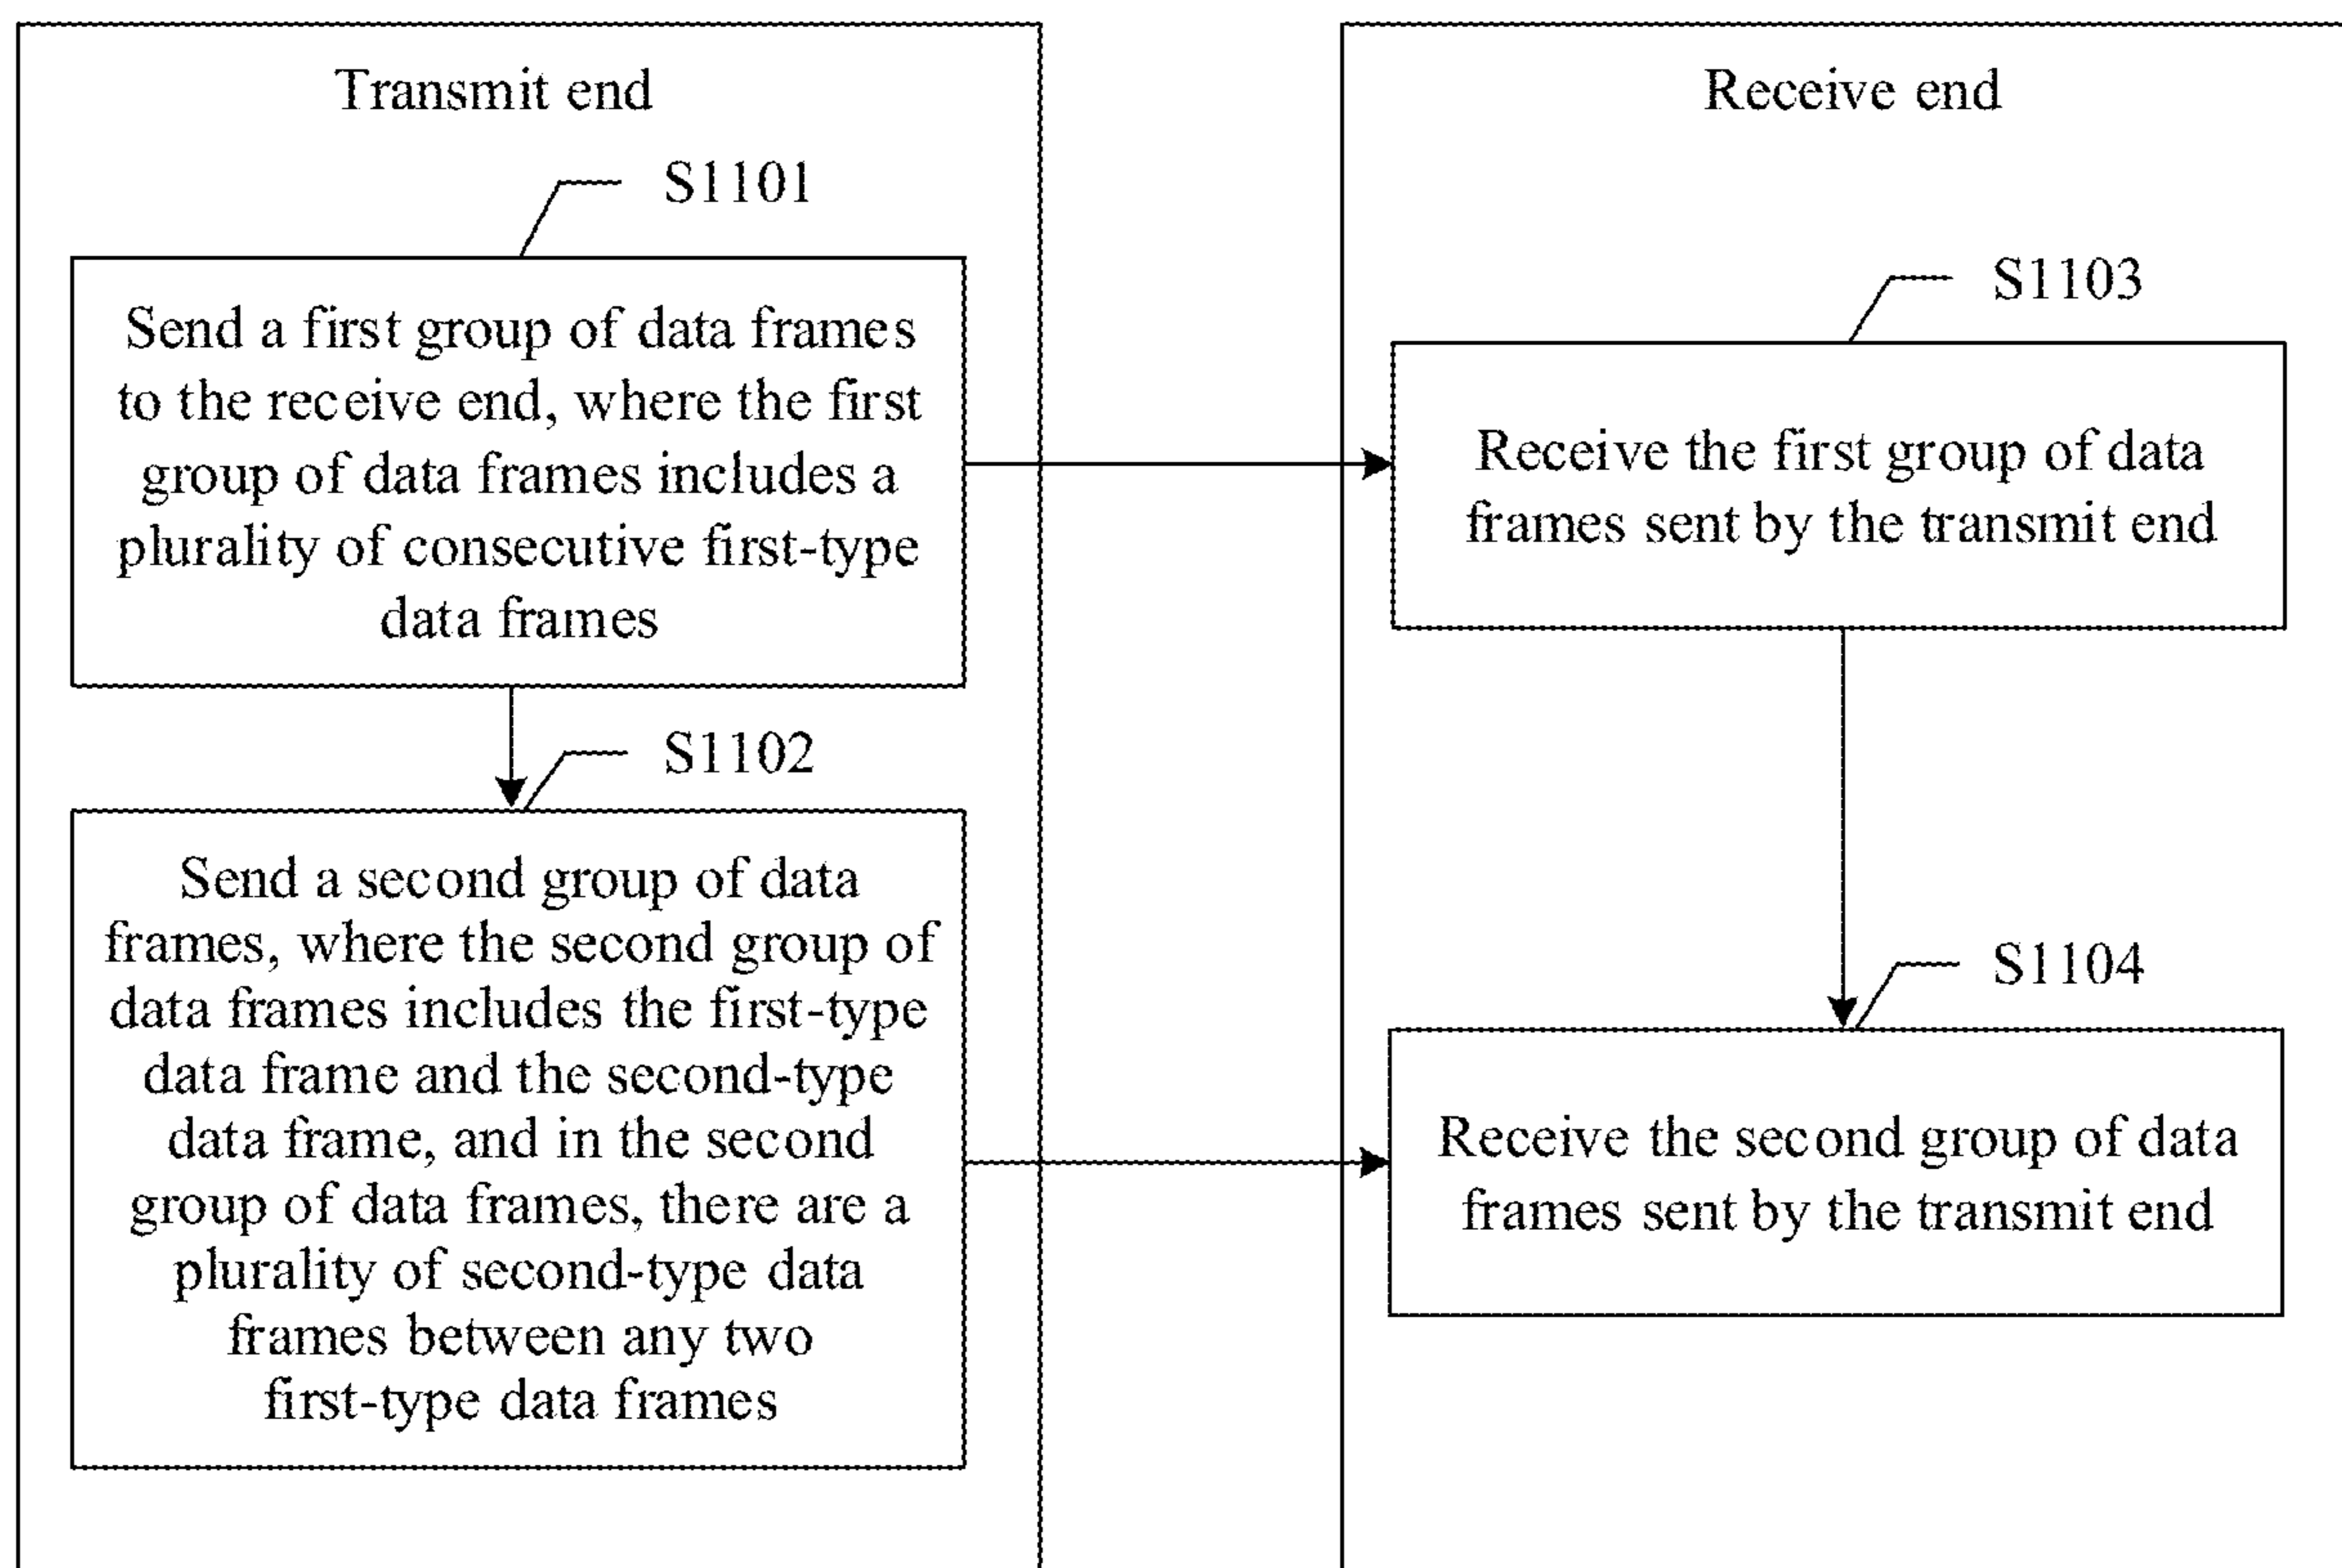 Transmit end
S1101
Send a first group of data frames
to the receive end, where the first
group of data frames includes a
plurality of consecutive first-type
data frames
S1102
Send a second group of data
frames, where the second group of
data frames includes the first-type
data frame and the second-type
data frame, and in the second
group of data frames, there are a
plurality of second-type data
frames between any two
first-type data frames
Receive end
S1103
Receive the first group of data
frames sent by the transmit end
S1104
Receive the second group of data
frames sent by the transmit end